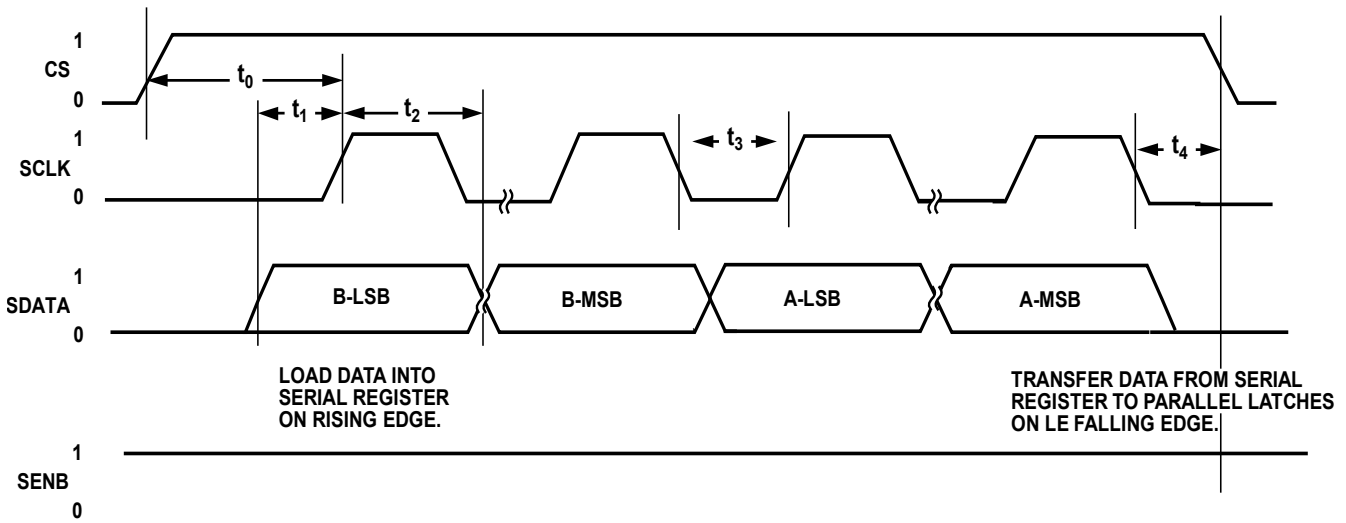 1
CS
0
t0
t1
t2
1
SCLK
0
t3
t4
1
SDATA
0
B-LSB
B-MSB
A-LSB
A-MSB
LOAD DATA INTO
SERIAL REGISTER
ON RISING EDGE.
TRANSFER DATA FROM SERIAL
REGISTER TO PARALLEL LATCHES
ON LE FALLING EDGE.
1
SENB
0